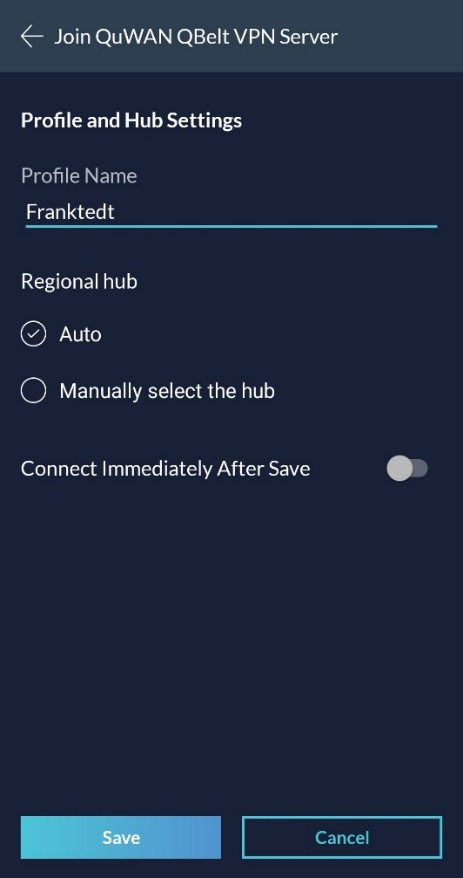 Join QuWAN QBelt VPN Server
Profile and Hub Settings
Profile Name
Franktedt
Regional hub
Auto
Manually select the hub
Connect Immediately After Save
Save Cancel